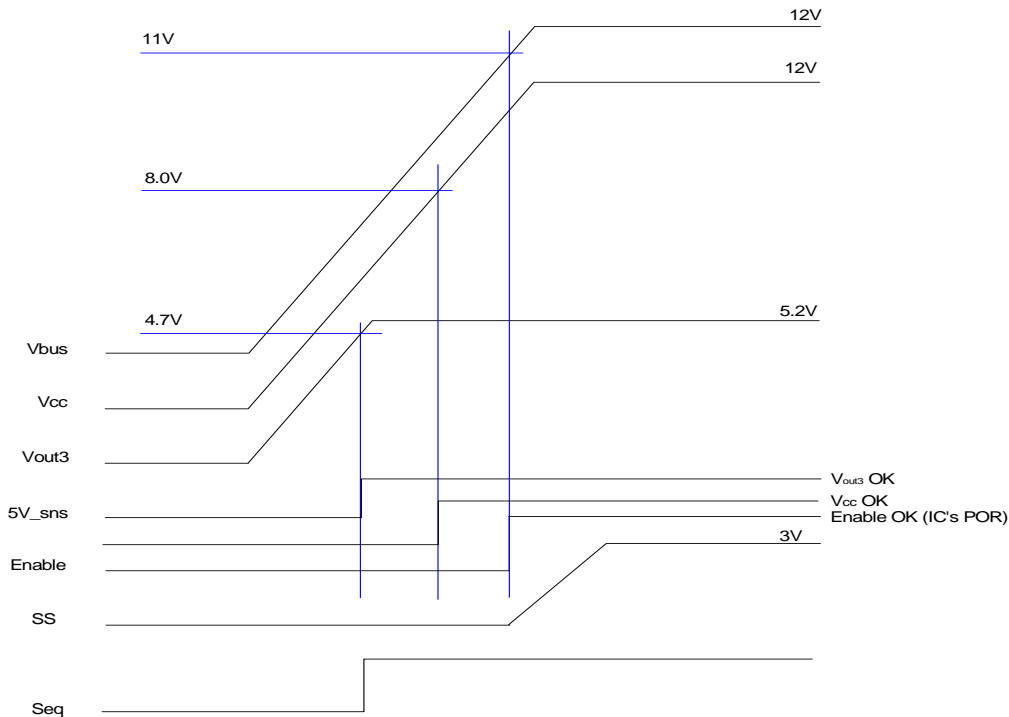 12V
11V
12V
8.0V
5.2V
4.7V
Vbus
Vcc
Vout3
Vout3 OK
Vcc OK
5V_sns
Enable OK (IC's POR)
3V
Enable
SS
Seq